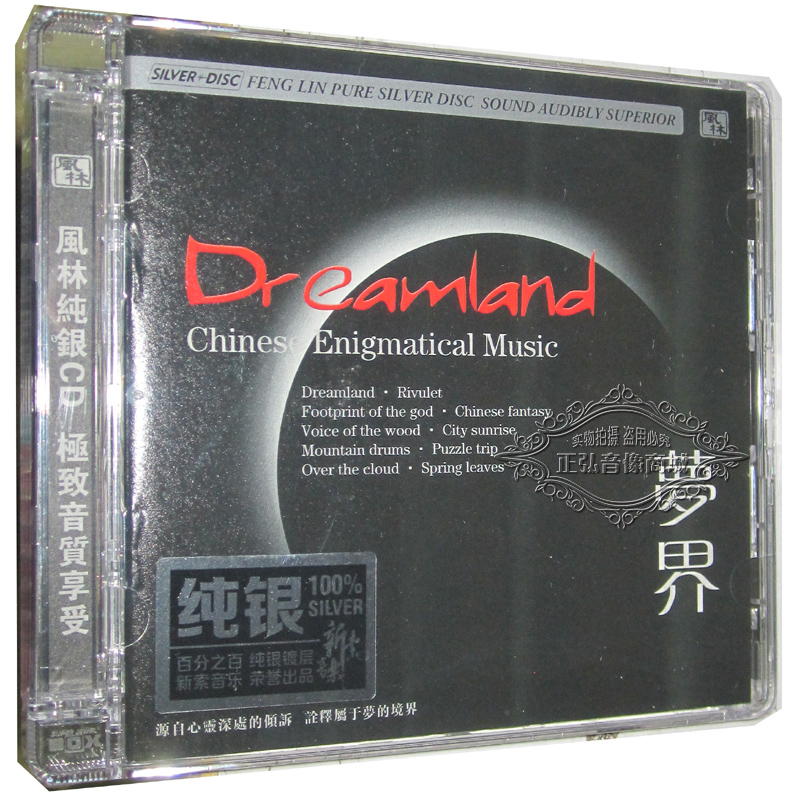 SILVER+DISC FENG LIN PURE SILVER DISC SOUND AUDIBLY SUPERIOR
風林
風林
風林純銀CD 極致音質享受
Dreamland
Chinese Enigmatical Music
Dreamland · Rivulet
Footprint of the god · Chinese fantasy
Voice of the wood · City sunrise
Mountain drums · Puzzle trip
Over the cloud · Spring leaves
实物拍摄 盗用必究
正弘音像商城
夢界
纯银 100% SILVER
百分之百 纯银镀层
新索音乐 荣誉出品
源自心靈深處的傾訴 詮釋屬于夢的境界